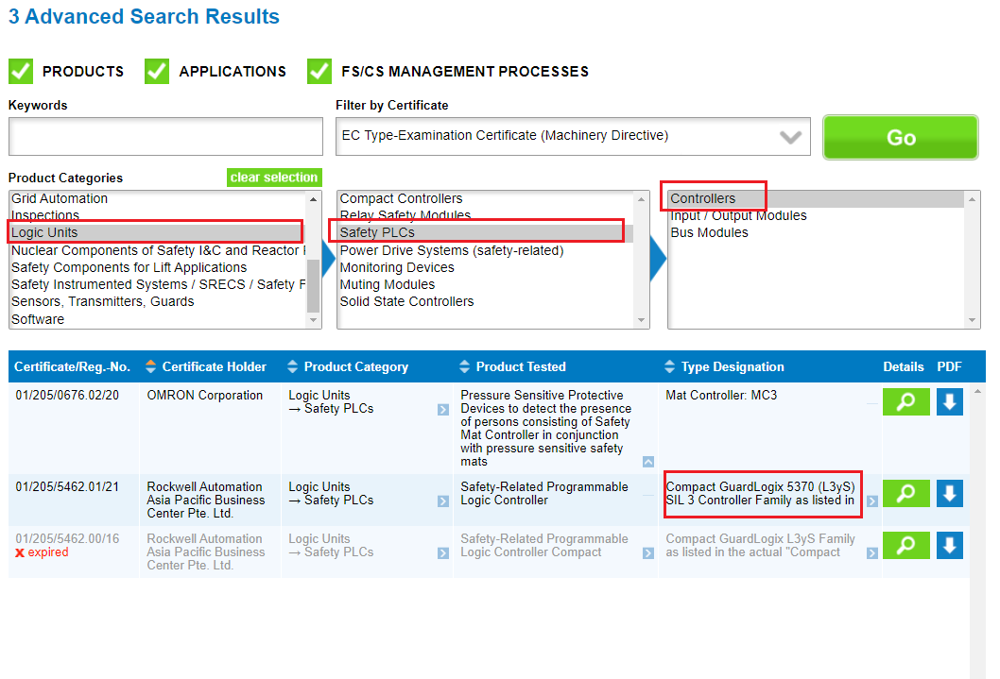 3 Advanced Search Results
PRODUCTS
APPLICATIONS
FS/CS MANAGEMENT PROCESSES
Keywords
Filter by Certificate
EC Type-Examination Certificate (Machinery Directive)
Go
Product Categories
clear selection
Grid Automation
Inspections
Logic Units
Nuclear Components of Safety I&C and Reactor
Safety Components for Lift Applications
Safety Instrumented Systems / SRECS / Safety F
Sensors, Transmitters, Guards
Software
Compact Controllers
Relay Safety Modules
Safety PLCs
Power Drive Systems (safety-related)
Monitoring Devices
Muting Modules
Solid State Controllers
Controllers
Input / Output Modules
Bus Modules
Certificate/Reg.-No.
Certificate Holder
Product Category
Product Tested
Type Designation
Details
PDF
01/205/0676.02/20
OMRON Corporation
Logic Units
→ Safety PLCs
Pressure Sensitive Protective
Devices to detect the presence
of persons consisting of Safety
Mat Controller in conjunction
with pressure sensitive safety
mats
Mat Controller: MC3
01/205/5462.01/21
Rockwell Automation
Asia Pacific Business
Center Pte. Ltd.
Logic Units
→ Safety PLCs
Safety-Related Programmable
Logic Controller
Compact GuardLogix 5370 (L3yS)
SIL 3 Controller Family as listed in
01/205/5462.00/16
x expired
Rockwell Automation
Asia Pacific Business
Center Pte. Ltd.
Logic Units
→ Safety PLCs
Safety-Related Programmable
Logic Controller Compact
Compact GuardLogix L3yS Family
as listed in the actual "Compact